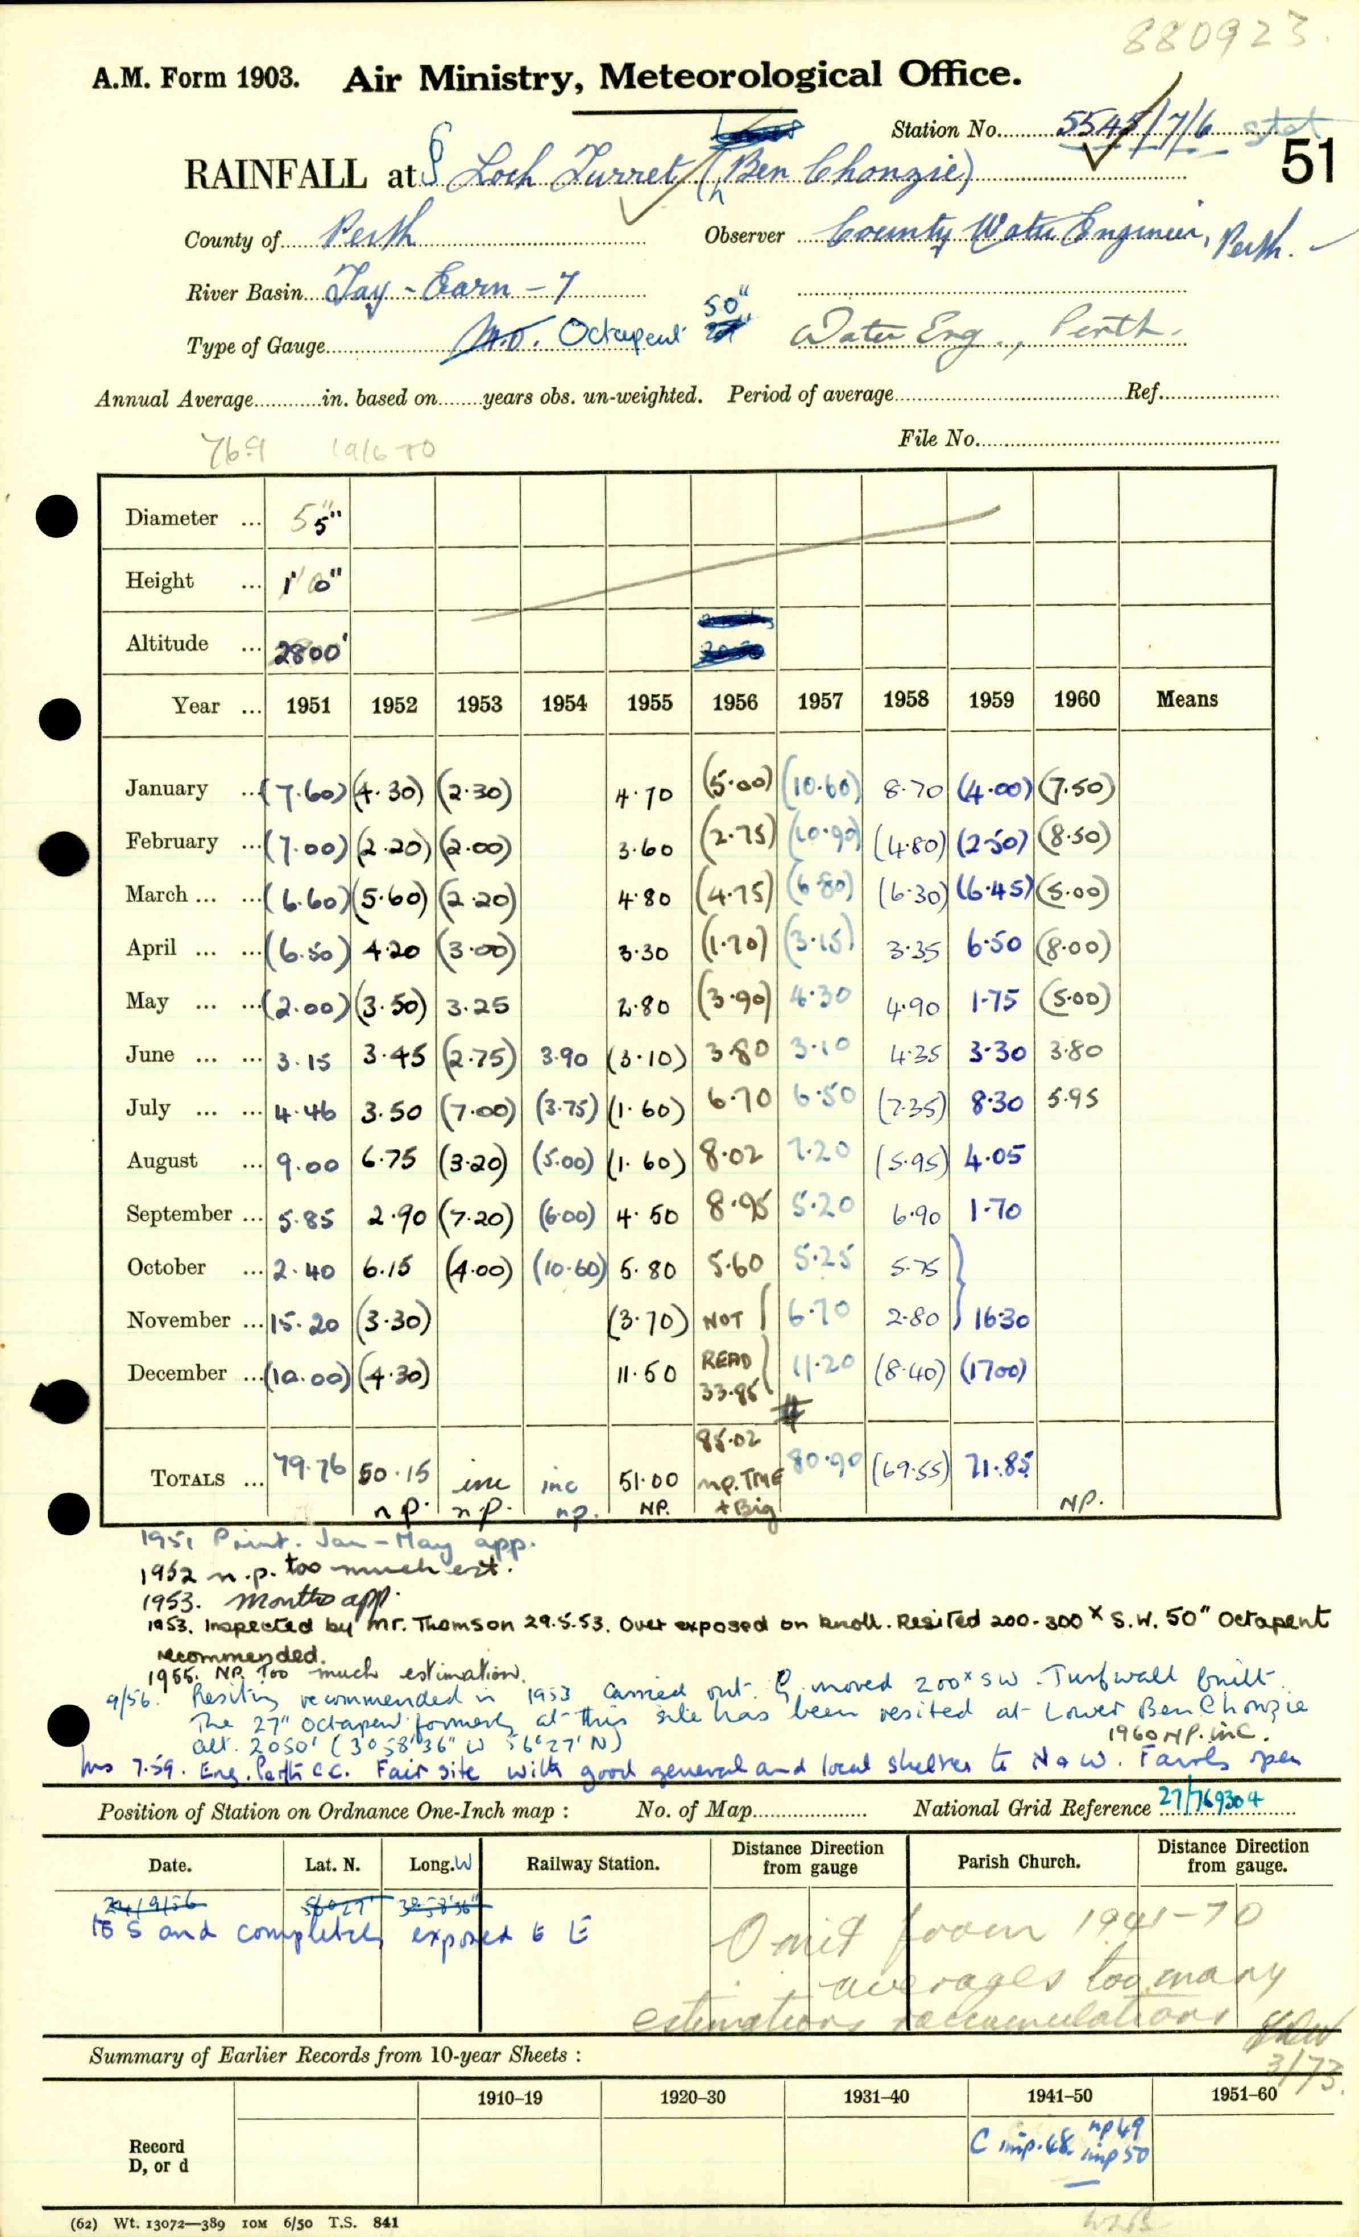 880923.
A.M. Form 1903. Air Ministry, Meteorological Office.
Station No. 5545/7/6 stat
51
RAINFALL at Loch Turret (Ben Chonzie)
County of Perth Observer County Water Engineer, Perth.
River Basin Tay - Earn - 7
Type of Gauge M.O. Octapent 50" Water Eng., Perth.
Annual Average in. based on years obs. un-weighted. Period of average Ref.
76.9 1916-70
File No.
Diameter ... 5" 5"
Height ... 1' 0"
Altitude ... 2800'
Year ... 1951 1952 1953 1954 1955 1956 1957 1958 1959 1960 Means
January ... (7.60) (4.30) (2.30) 4.70 (5.00) (10.60) 8.70 (4.00) (7.50)
February ... (7.00) (2.20) (2.00) 3.60 (2.75) (10.90) (4.80) (2.50) (8.50)
March ... ... (6.60) (5.60) (2.20) 4.80 (4.75) (6.80) (6.30) (6.45) (5.00)
April ... ... (6.50) 4.20 (3.00) 3.30 (1.70) (3.15) 3.35 6.50 (8.00)
May ... ... (2.00) (3.50) 3.25 2.80 (3.90) 4.30 4.90 1.75 (5.00)
June ... ... 3.15 3.45 (2.75) 3.90 (3.10) 3.80 3.10 4.35 3.30 3.80
July ... ... 4.46 3.50 (7.00) (3.75) (1.60) 6.70 6.50 (7.35) 8.30 5.95
August ... 9.00 6.75 (3.20) (5.00) (1.60) 8.02 7.20 (5.95) 4.05
September ... 5.85 2.90 (7.20) (6.00) 4.50 8.95 5.20 6.90 1.70
October ... 2.40 6.15 (4.00) (10.60) 5.80 5.60 5.25 5.75
November ... 15.20 (3.30) (3.70) NOT 6.70 2.80 16.30
December ... (10.00) (4.30) 11.50 READ 33.85 11.20 (8.40) (17.00)
TOTALS ... 79.76 50.15 inc inc 51.00 85.02 80.90 (69.55) 71.85
n.p. n.p. n.p. NP. n.p. TME + Big NP.
1951 Print. Jan - May app.
1952 n.p. too much est.
1953. Months app.
1953. Inspected by Mr. Thomson 29.5.53. Over exposed on knoll. Resited 200-300x S.W. 50" Octapent
recommended.
1955. NP. Too much estimation.
9/56. Resiting recommended in 1953 carried out. moved 200x SW. Turf wall built.
The 27" Octapent formerly at this site has been resited at Lower Ben Chonzie
alt. 2050' (3° 58' 36" W 56° 27' N) 1960 NP. inc.
Ins 7.59. Eng. Perth C.C. Fair site with good general and local shelter to N & W. Fairly open
Position of Station on Ordnance One-Inch map : No. of Map National Grid Reference 27/769304
Date. Lat. N. Long. W Railway Station. Distance from gauge Direction Parish Church. Distance from gauge. Direction
24/9/56 56° 27' 3° 58' 36"
to S and completely exposed to E
Omit from 1941-70
averages too many
estimations & accumulations
3/73.
Summary of Earlier Records from 10-year Sheets :
1910–19 1920–30 1931–40 1941–50 1951–60
Record
D, or d
C inp. 48. np 49
inp 50
(62) Wt. 13072—389 10M 6/50 T.S. 841